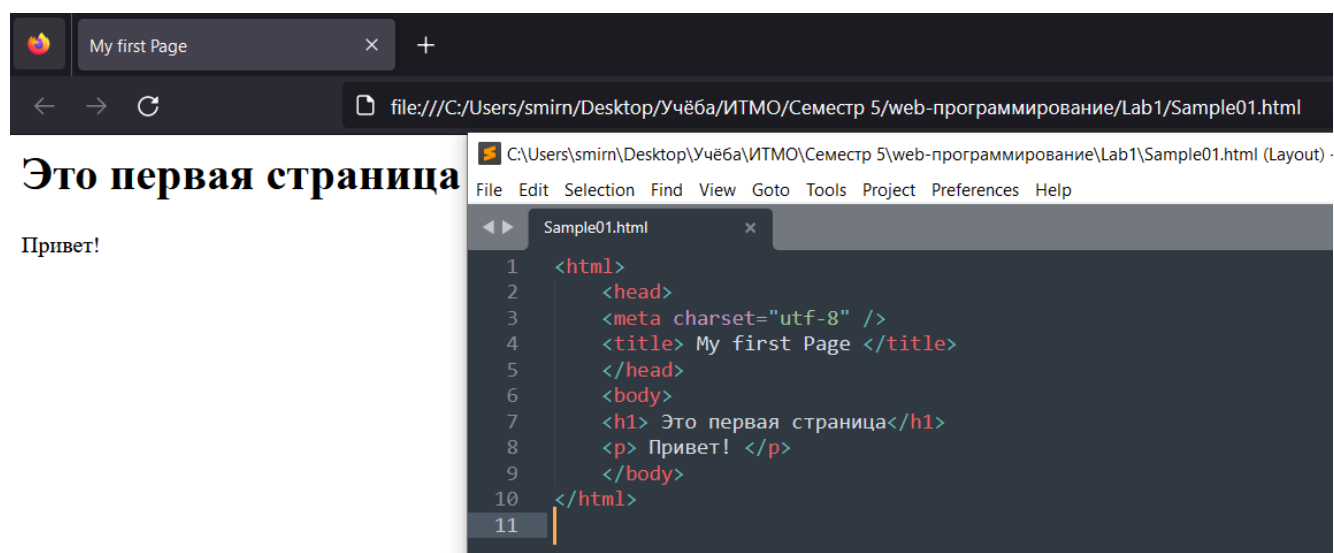 My first Page
file:///C:/Users/smirn/Desktop/Учёба/ИТМО/Семестр 5/web-программирование/Lab1/Sample01.html
Это первая страница
Привет!
C:\Users\smirn\Desktop\Учёба\ИТМО\Семестр 5\web-программирование\Lab1\Sample01.html (Layout) -
File Edit Selection Find View Goto Tools Project Preferences Help
Sample01.html
1 <html>
2 <head>
3 <meta charset="utf-8" />
4 <title> My first Page </title>
5 </head>
6 <body>
7 <h1> Это первая страница</h1>
8 <p> Привет! </p>
9 </body>
10 </html>
11